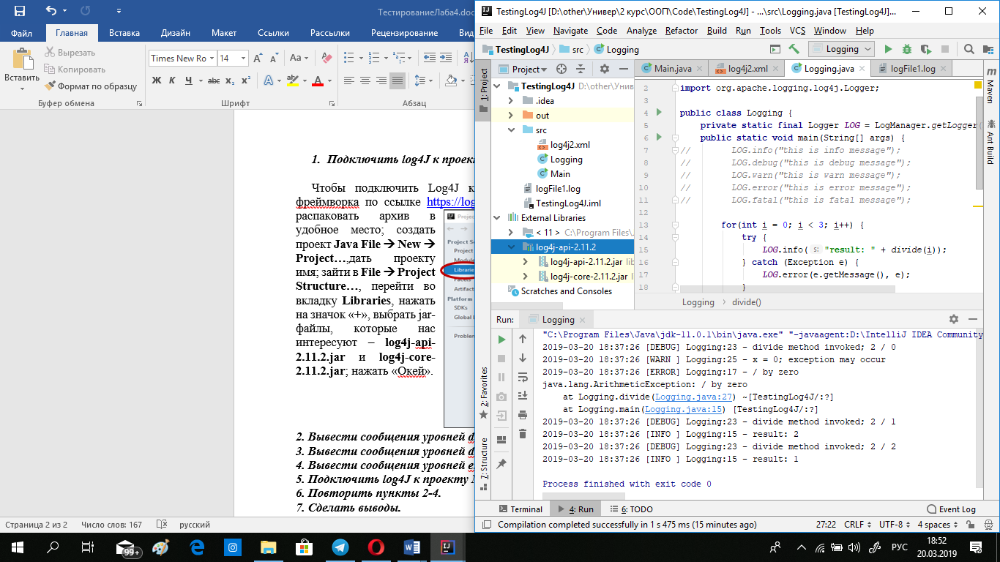 ТестированиеЛаба4.doc
Файл Главная Вставка Дизайн Макет Ссылки Рассылки Рецензирование Вид
Вставить
Вырезать
Копировать
Формат по образцу
Буфер обмена
Times New Ro 14
Ж К Ч abc x₂ x²
Шрифт
Абзац
1. Подключить log4J к проекту
Чтобы подключить Log4J к
фреймворка по ссылке https://log
распаковать архив в
удобное место; создать
проект Java File → New →
Project…,дать проекту
имя; зайти в File → Project
Structure…, перейти во
вкладку Libraries, нажать
на значок «+», выбрать jar-
файлы, которые нас
интересуют – log4j-api-
2.11.2.jar и log4j-core-
2.11.2.jar; нажать «Окей».
Project Se
Project
Module
Librarie
Facets
Artifact
Platform
SDKs
Global l
Problem
2. Вывести сообщения уровней d
3. Вывести сообщения уровней d
4. Вывести сообщения уровней e
5. Подключить log4J к проекту
6. Повторить пункты 2-4.
7. Сделать выводы.
Страница 2 из 2 Число слов: 167 русский
TestingLog4J [D:\other\Универ\2 курс\ООП\Code\TestingLog4J] - ...\src\Logging.java [TestingLog4J]...
File Edit View Navigate Code Analyze Refactor Build Run Tools VCS Window Help
TestingLog4J src Logging
Logging
Project
Main.java log4j2.xml Logging.java logFile1.log
1: Project
TestingLog4J D:\other\Унив
.idea
out
src
log4j2.xml
Logging
Main
logFile1.log
TestingLog4J.iml
External Libraries
< 11 > C:\Program Files\
log4j-api-2.11.2
log4j-api-2.11.2.jar lib
log4j-core-2.11.2.jar
Scratches and Consoles
2 import org.apache.logging.log4j.Logger;
4 public class Logging {
5 private static final Logger LOG = LogManager.getLogger(
6 public static void main(String[] args) {
7 // LOG.info("this is info message");
8 // LOG.debug("this is debug message");
9 // LOG.warn("this is warn message");
10 // LOG.error("this is error message");
11 // LOG.fatal("this is fatal message");
12
13 for(int i = 0; i < 3; i++) {
14 try {
15 LOG.info( s: "result: " + divide(i));
16 } catch (Exception e) {
17 LOG.error(e.getMessage(), e);
18 }
Logging divide()
Maven
Ant Build
Run: Logging
2: Favorites
7: Structure
"C:\Program Files\Java\jdk-11.0.1\bin\java.exe" "-javaagent:D:\IntelliJ IDEA Community
2019-03-20 18:37:26 [DEBUG] Logging:23 - divide method invoked; 2 / 0
2019-03-20 18:37:26 [WARN ] Logging:25 - x = 0; exception may occur
2019-03-20 18:37:26 [ERROR] Logging:17 - / by zero
java.lang.ArithmeticException: / by zero
at Logging.divide(Logging.java:27) ~[TestingLog4J/:?]
at Logging.main(Logging.java:15) [TestingLog4J/:?]
2019-03-20 18:37:26 [DEBUG] Logging:23 - divide method invoked; 2 / 1
2019-03-20 18:37:26 [INFO ] Logging:15 - result: 2
2019-03-20 18:37:26 [DEBUG] Logging:23 - divide method invoked; 2 / 2
2019-03-20 18:37:26 [INFO ] Logging:15 - result: 1
Process finished with exit code 0
Terminal 4: Run 6: TODO Event Log
Compilation completed successfully in 1 s 475 ms (15 minutes ago) 27:22 CRLF UTF-8 4 spaces
99+
РУС
18:52
20.03.2019